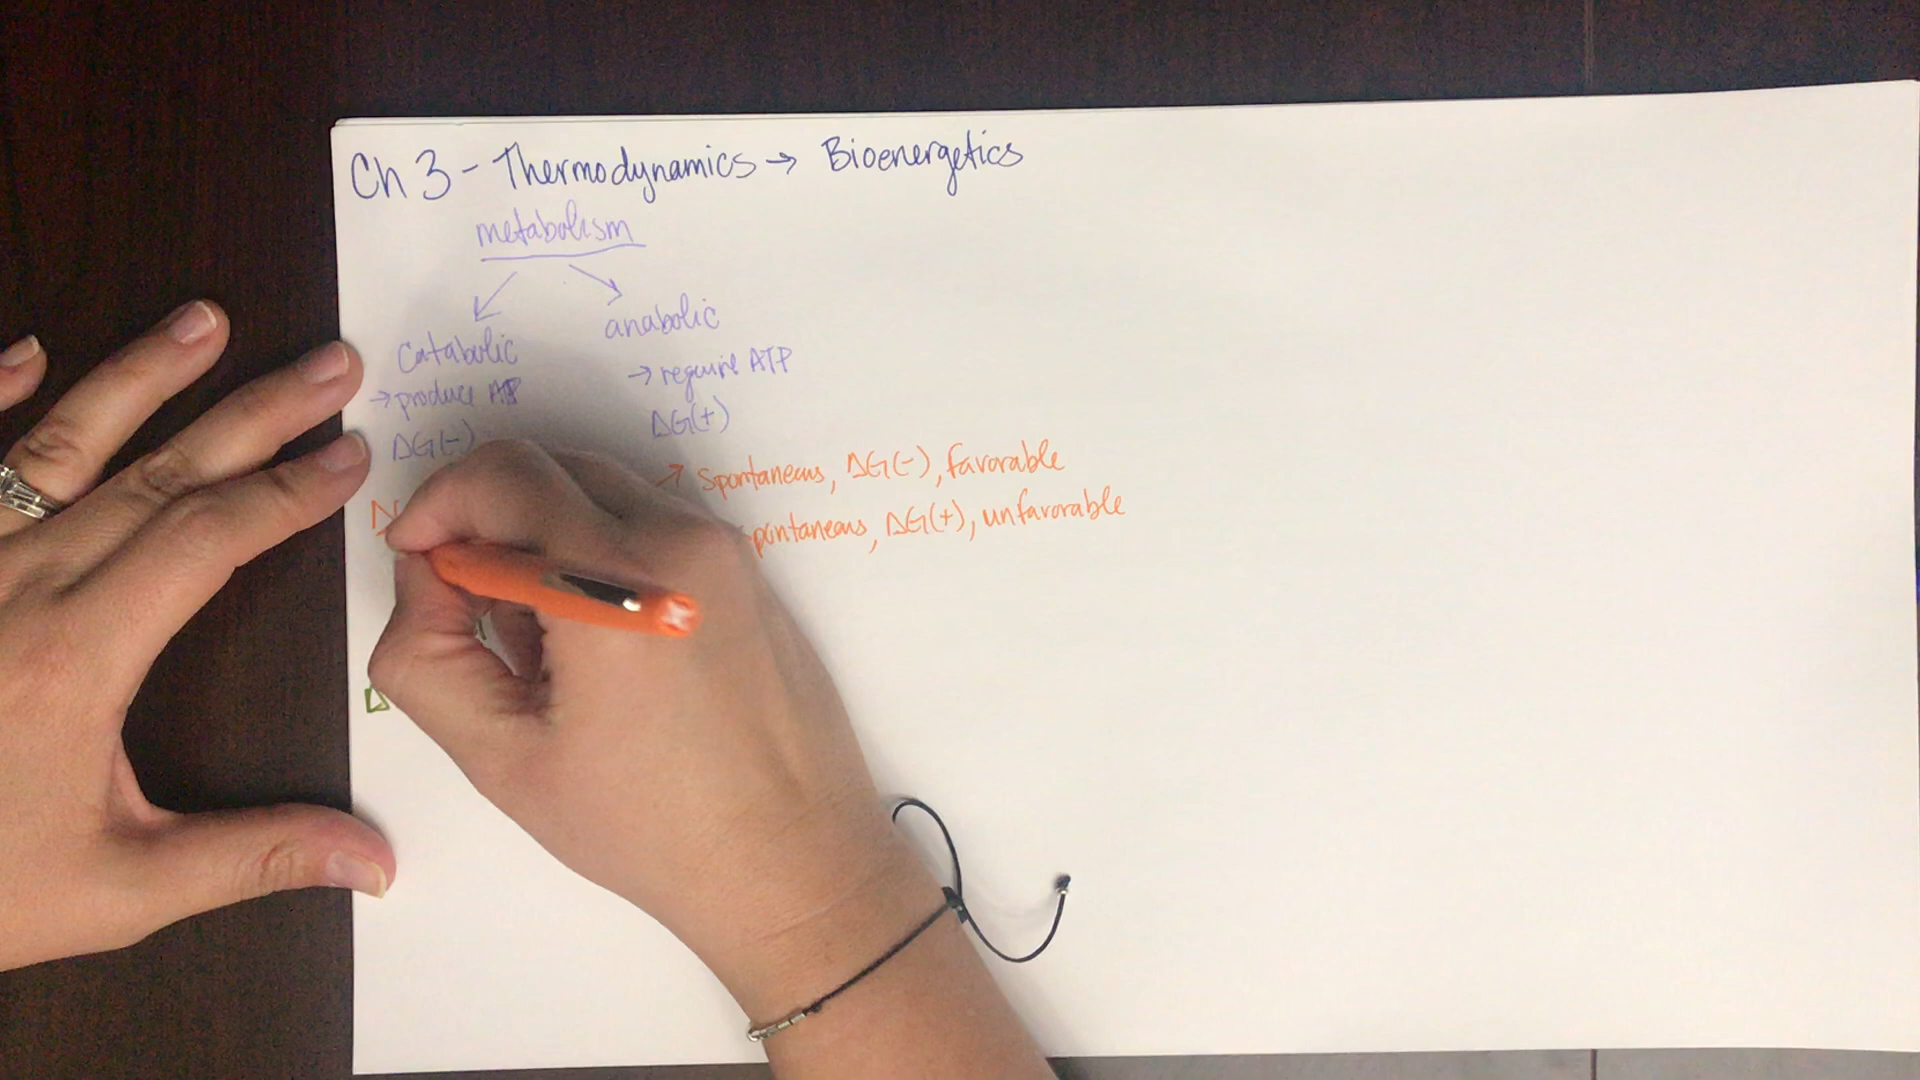 Ch 3 - Thermodynamics → Bioenergetics
metabolism
catabolic
anabolic
→ produce ATP
→ require ATP
ΔG(-)
ΔG(+)
↗ Spontaneous, ΔG(-), favorable
spontaneous, ΔG(+), unfavorable